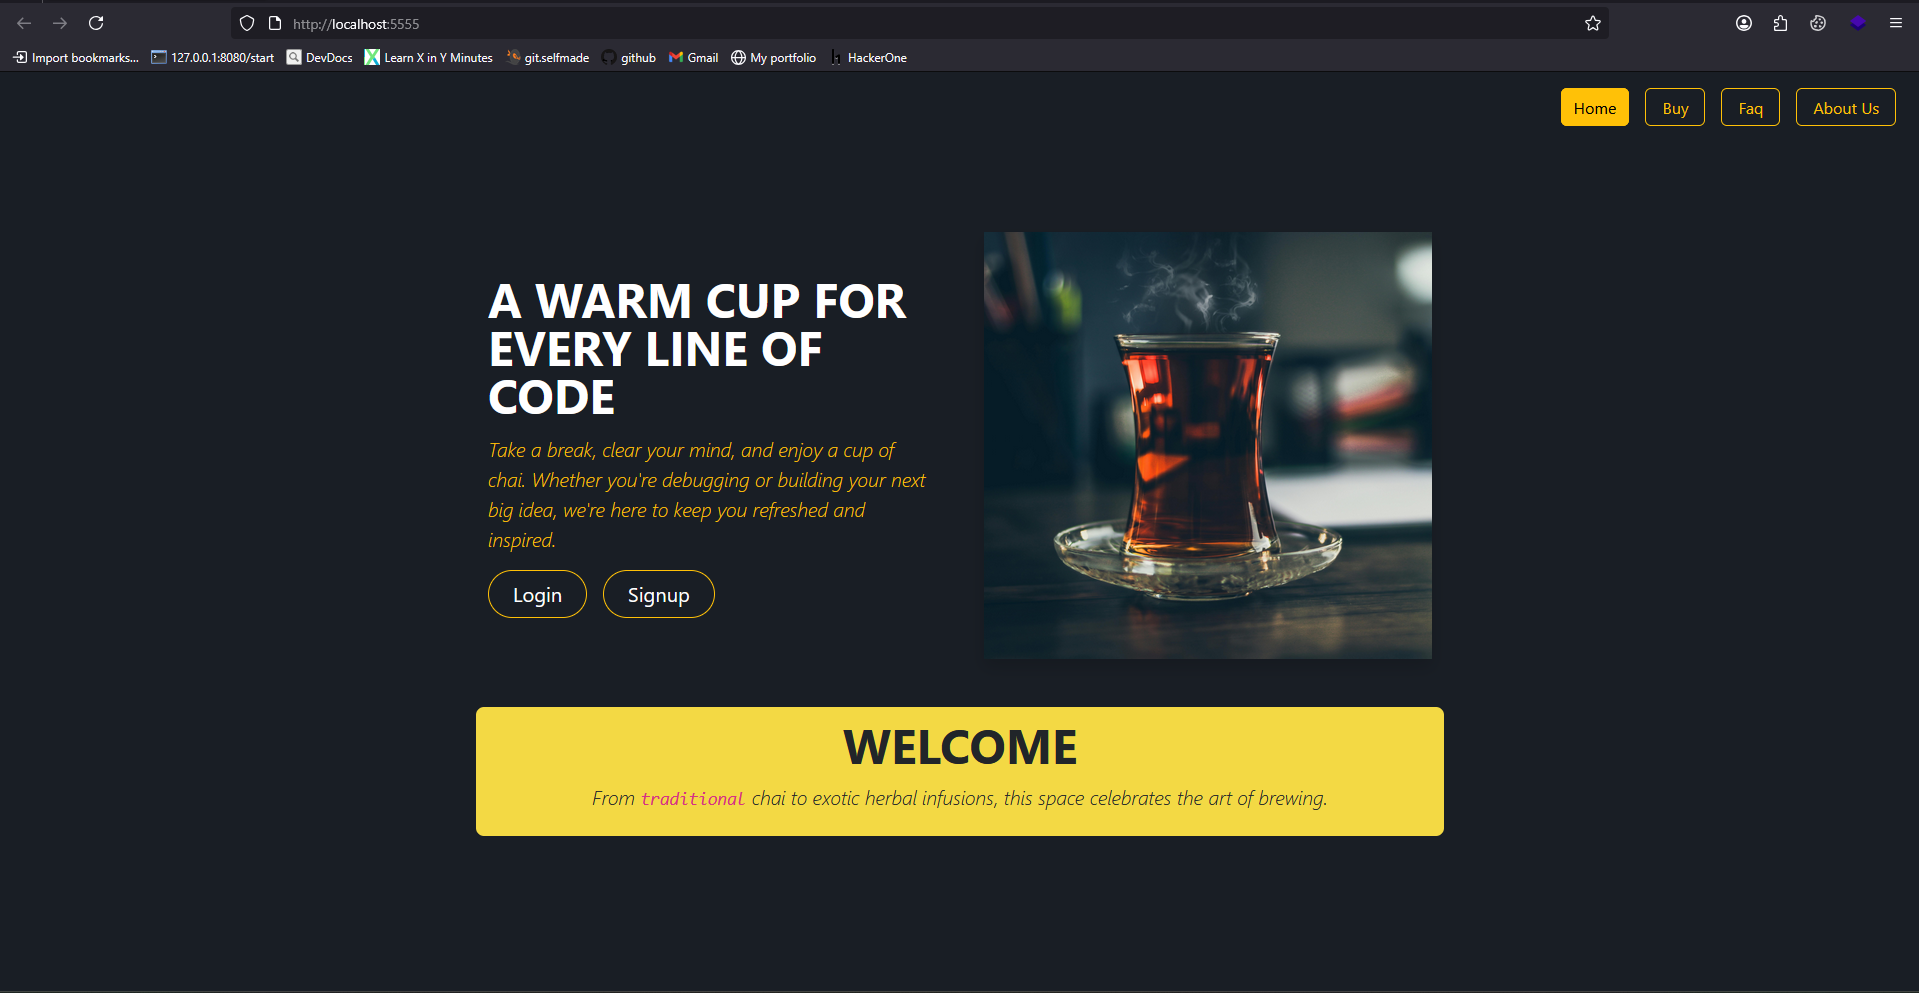 http://localhost:5555
Import bookmarks... 127.0.0.1:8080/start DevDocs Learn X in Y Minutes git.selfmade github Gmail My portfolio HackerOne
Home Buy Faq About Us
A WARM CUP FOR
EVERY LINE OF
CODE
Take a break, clear your mind, and enjoy a cup of
chai. Whether you're debugging or building your next
big idea, we're here to keep you refreshed and
inspired.
Login Signup
WELCOME
From traditional chai to exotic herbal infusions, this space celebrates the art of brewing.